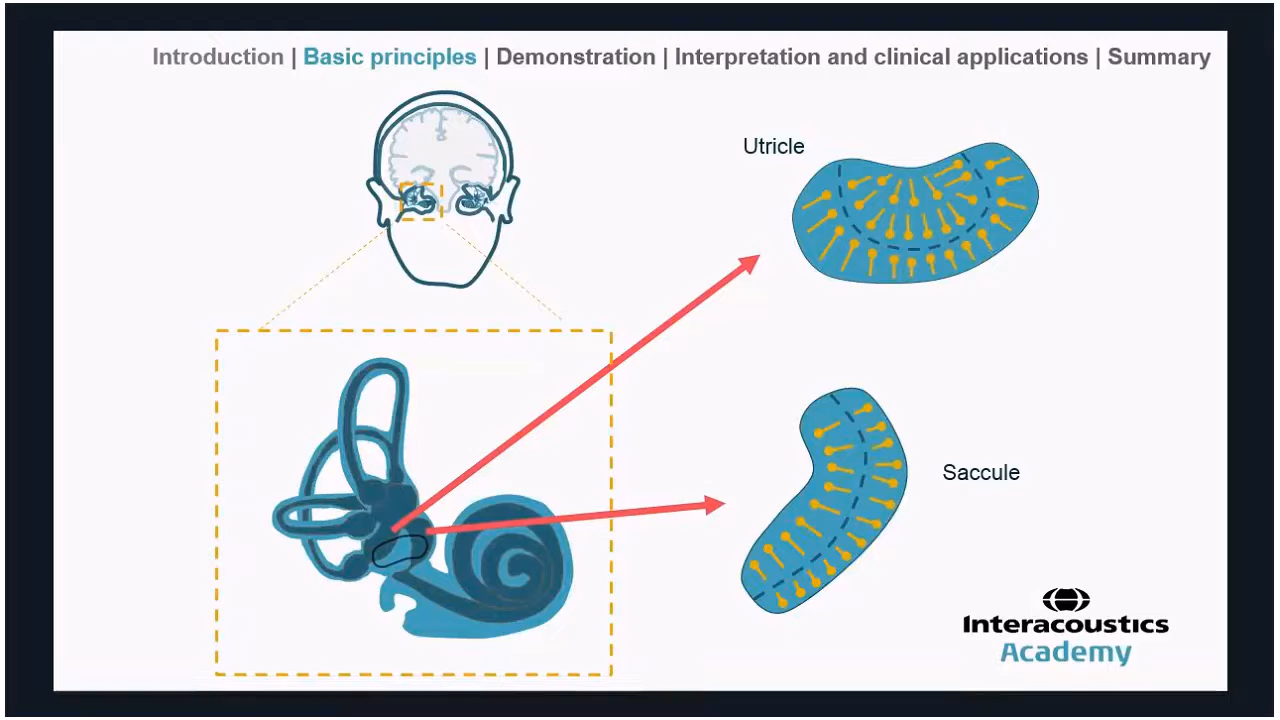 Introduction | Basic principles | Demonstration | Interpretation and clinical applications | Summary
Utricle
Saccule
Interacoustics
Academy